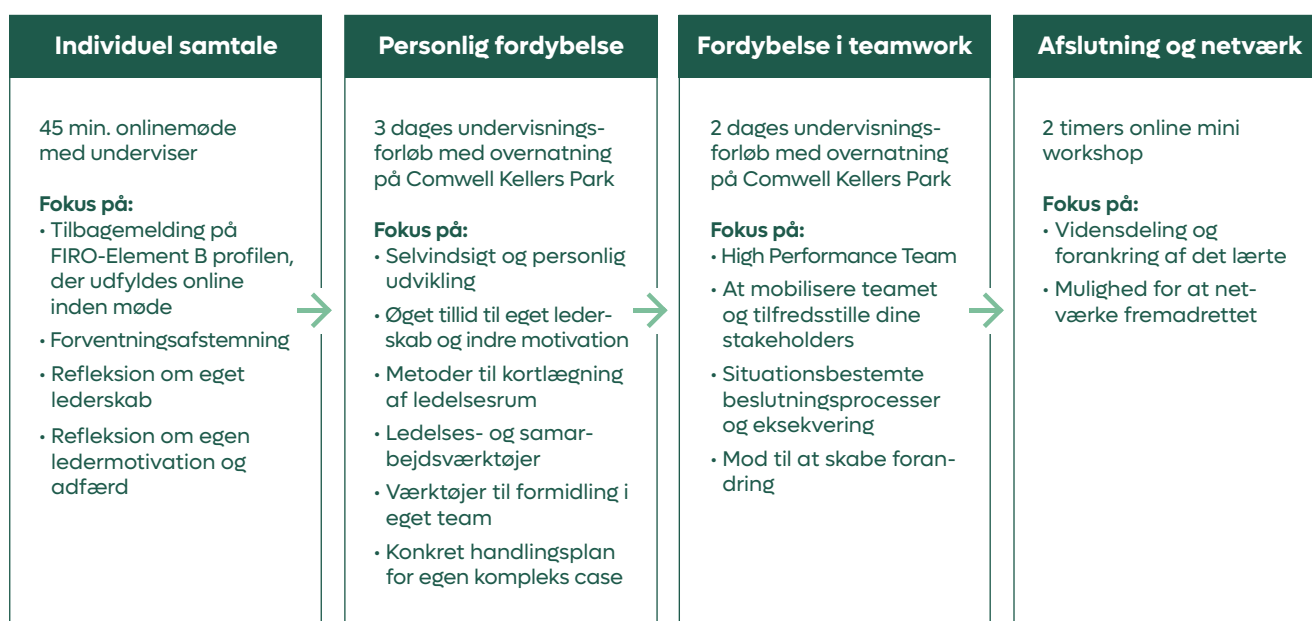 Individuel samtale
45 min. onlinemøde
med underviser
Fokus på:
• Tilbagemelding på
FIRO-Element B profilen,
der udfyldes online
inden møde
• Forventningsafstemning
• Refleksion om eget
lederskab
• Refleksion om egen
ledermotivation og
adfærd
Personlig fordybelse
3 dages undervisnings-
forløb med overnatning
på Comwell Kellers Park
Fokus på:
• Selvindsigt og personlig
udvikling
• Øget tillid til eget leder-
skab og indre motivation
• Metoder til kortlægning
af ledelsesrum
• Ledelses- og samar-
bejdsværktøjer
• Værktøjer til formidling i
eget team
• Konkret handlingsplan
for egen kompleks case
Fordybelse i teamwork
2 dages undervisnings-
forløb med overnatning
på Comwell Kellers Park
Fokus på:
• High Performance Team
• At mobilisere teamet
og tilfredsstille dine
stakeholders
• Situationsbestemte
beslutningsprocesser
og eksekvering
• Mod til at skabe foran-
dring
Afslutning og netværk
2 timers online mini
workshop
Fokus på:
• Vidensdeling og
forankring af det lærte
• Mulighed for at net-
værke fremadrettet